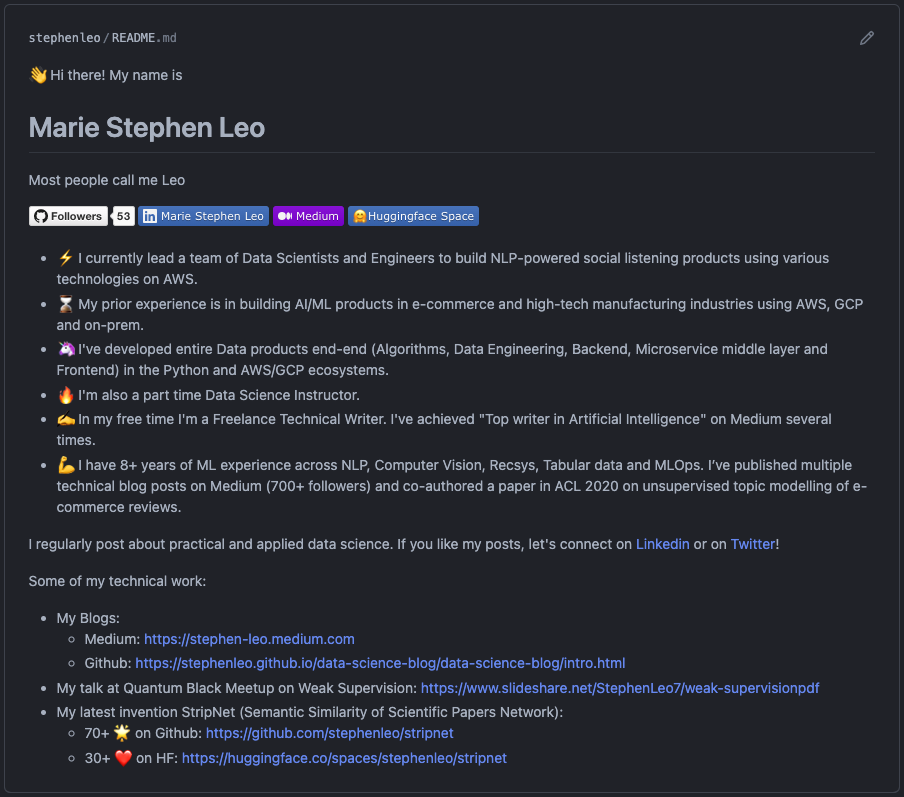 stephenleo/README.md
👋 Hi there! My name is
Marie Stephen Leo
Most people call me Leo
Followers 53 Marie Stephen Leo Medium 🤗Huggingface Space
• ⚡ I currently lead a team of Data Scientists and Engineers to build NLP-powered social listening products using various
technologies on AWS.
• ⏳ My prior experience is in building AI/ML products in e-commerce and high-tech manufacturing industries using AWS, GCP
and on-prem.
• 🦄 I've developed entire Data products end-end (Algorithms, Data Engineering, Backend, Microservice middle layer and
Frontend) in the Python and AWS/GCP ecosystems.
• 🔥 I'm also a part time Data Science Instructor.
• ✍️ In my free time I'm a Freelance Technical Writer. I've achieved "Top writer in Artificial Intelligence" on Medium several
times.
• 💪 I have 8+ years of ML experience across NLP, Computer Vision, Recsys, Tabular data and MLOps. I’ve published multiple
technical blog posts on Medium (700+ followers) and co-authored a paper in ACL 2020 on unsupervised topic modelling of e-
commerce reviews.
I regularly post about practical and applied data science. If you like my posts, let's connect on Linkedin or on Twitter!
Some of my technical work:
• My Blogs:
◦ Medium: https://stephen-leo.medium.com
◦ Github: https://stephenleo.github.io/data-science-blog/data-science-blog/intro.html
• My talk at Quantum Black Meetup on Weak Supervision: https://www.slideshare.net/StephenLeo7/weak-supervisionpdf
• My latest invention StripNet (Semantic Similarity of Scientific Papers Network):
◦ 70+ 🌟 on Github: https://github.com/stephenleo/stripnet
◦ 30+ ❤️ on HF: https://huggingface.co/spaces/stephenleo/stripnet